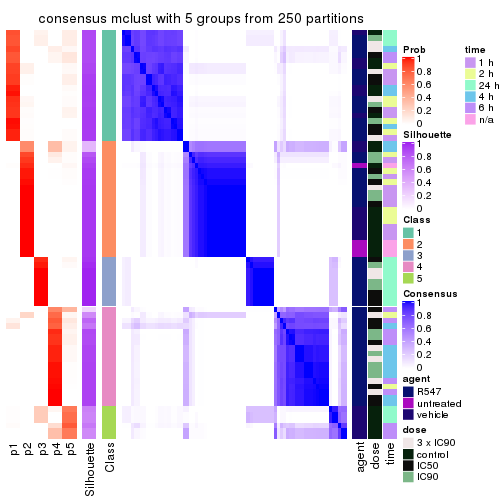 consensus mclust with 5 groups from 250 partitions
Prob
1
0.8
0.6
0.4
0.2
0
time
1 h
2 h
24 h
4 h
6 h
n/a
Silhouette
1
0.8
0.6
0.4
0.2
0
Class
1
2
3
4
5
Consensus
1
0.8
0.6
0.4
0.2
0
agent
R547
untreated
vehicle
dose
3 x IC90
control
IC50
IC90
p1
p2
p3
p4
p5
Silhouette
Class
agent
dose
time